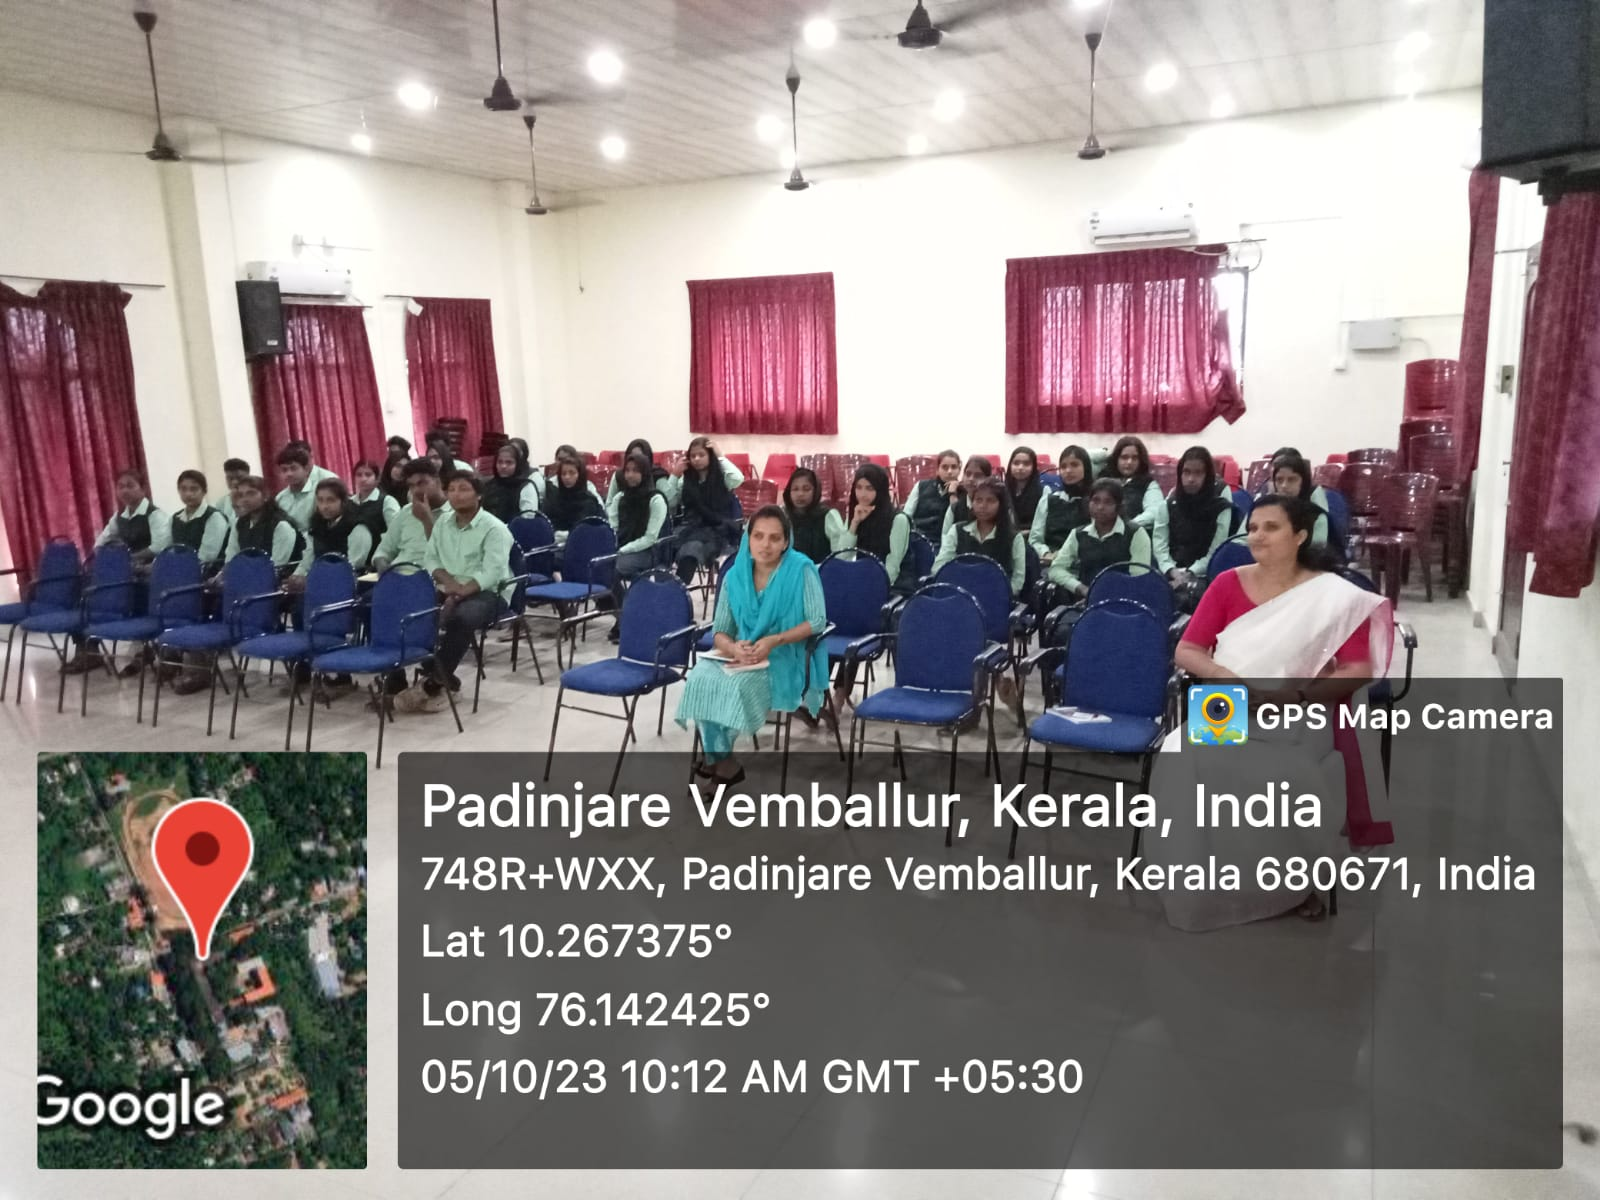 GPS Map Camera
Padinjare Vemballur, Kerala, India
748R+WXX, Padinjare Vemballur, Kerala 680671, India
Lat 10.267375°
Long 76.142425°
05/10/23 10:12 AM GMT +05:30
Google